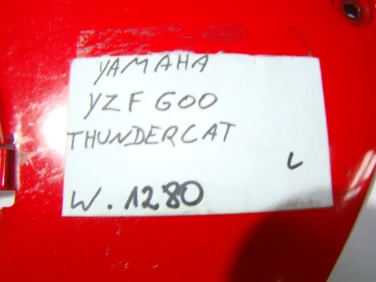 YAMAHA
YZF 600
THUNDERCAT
L
W. 1280